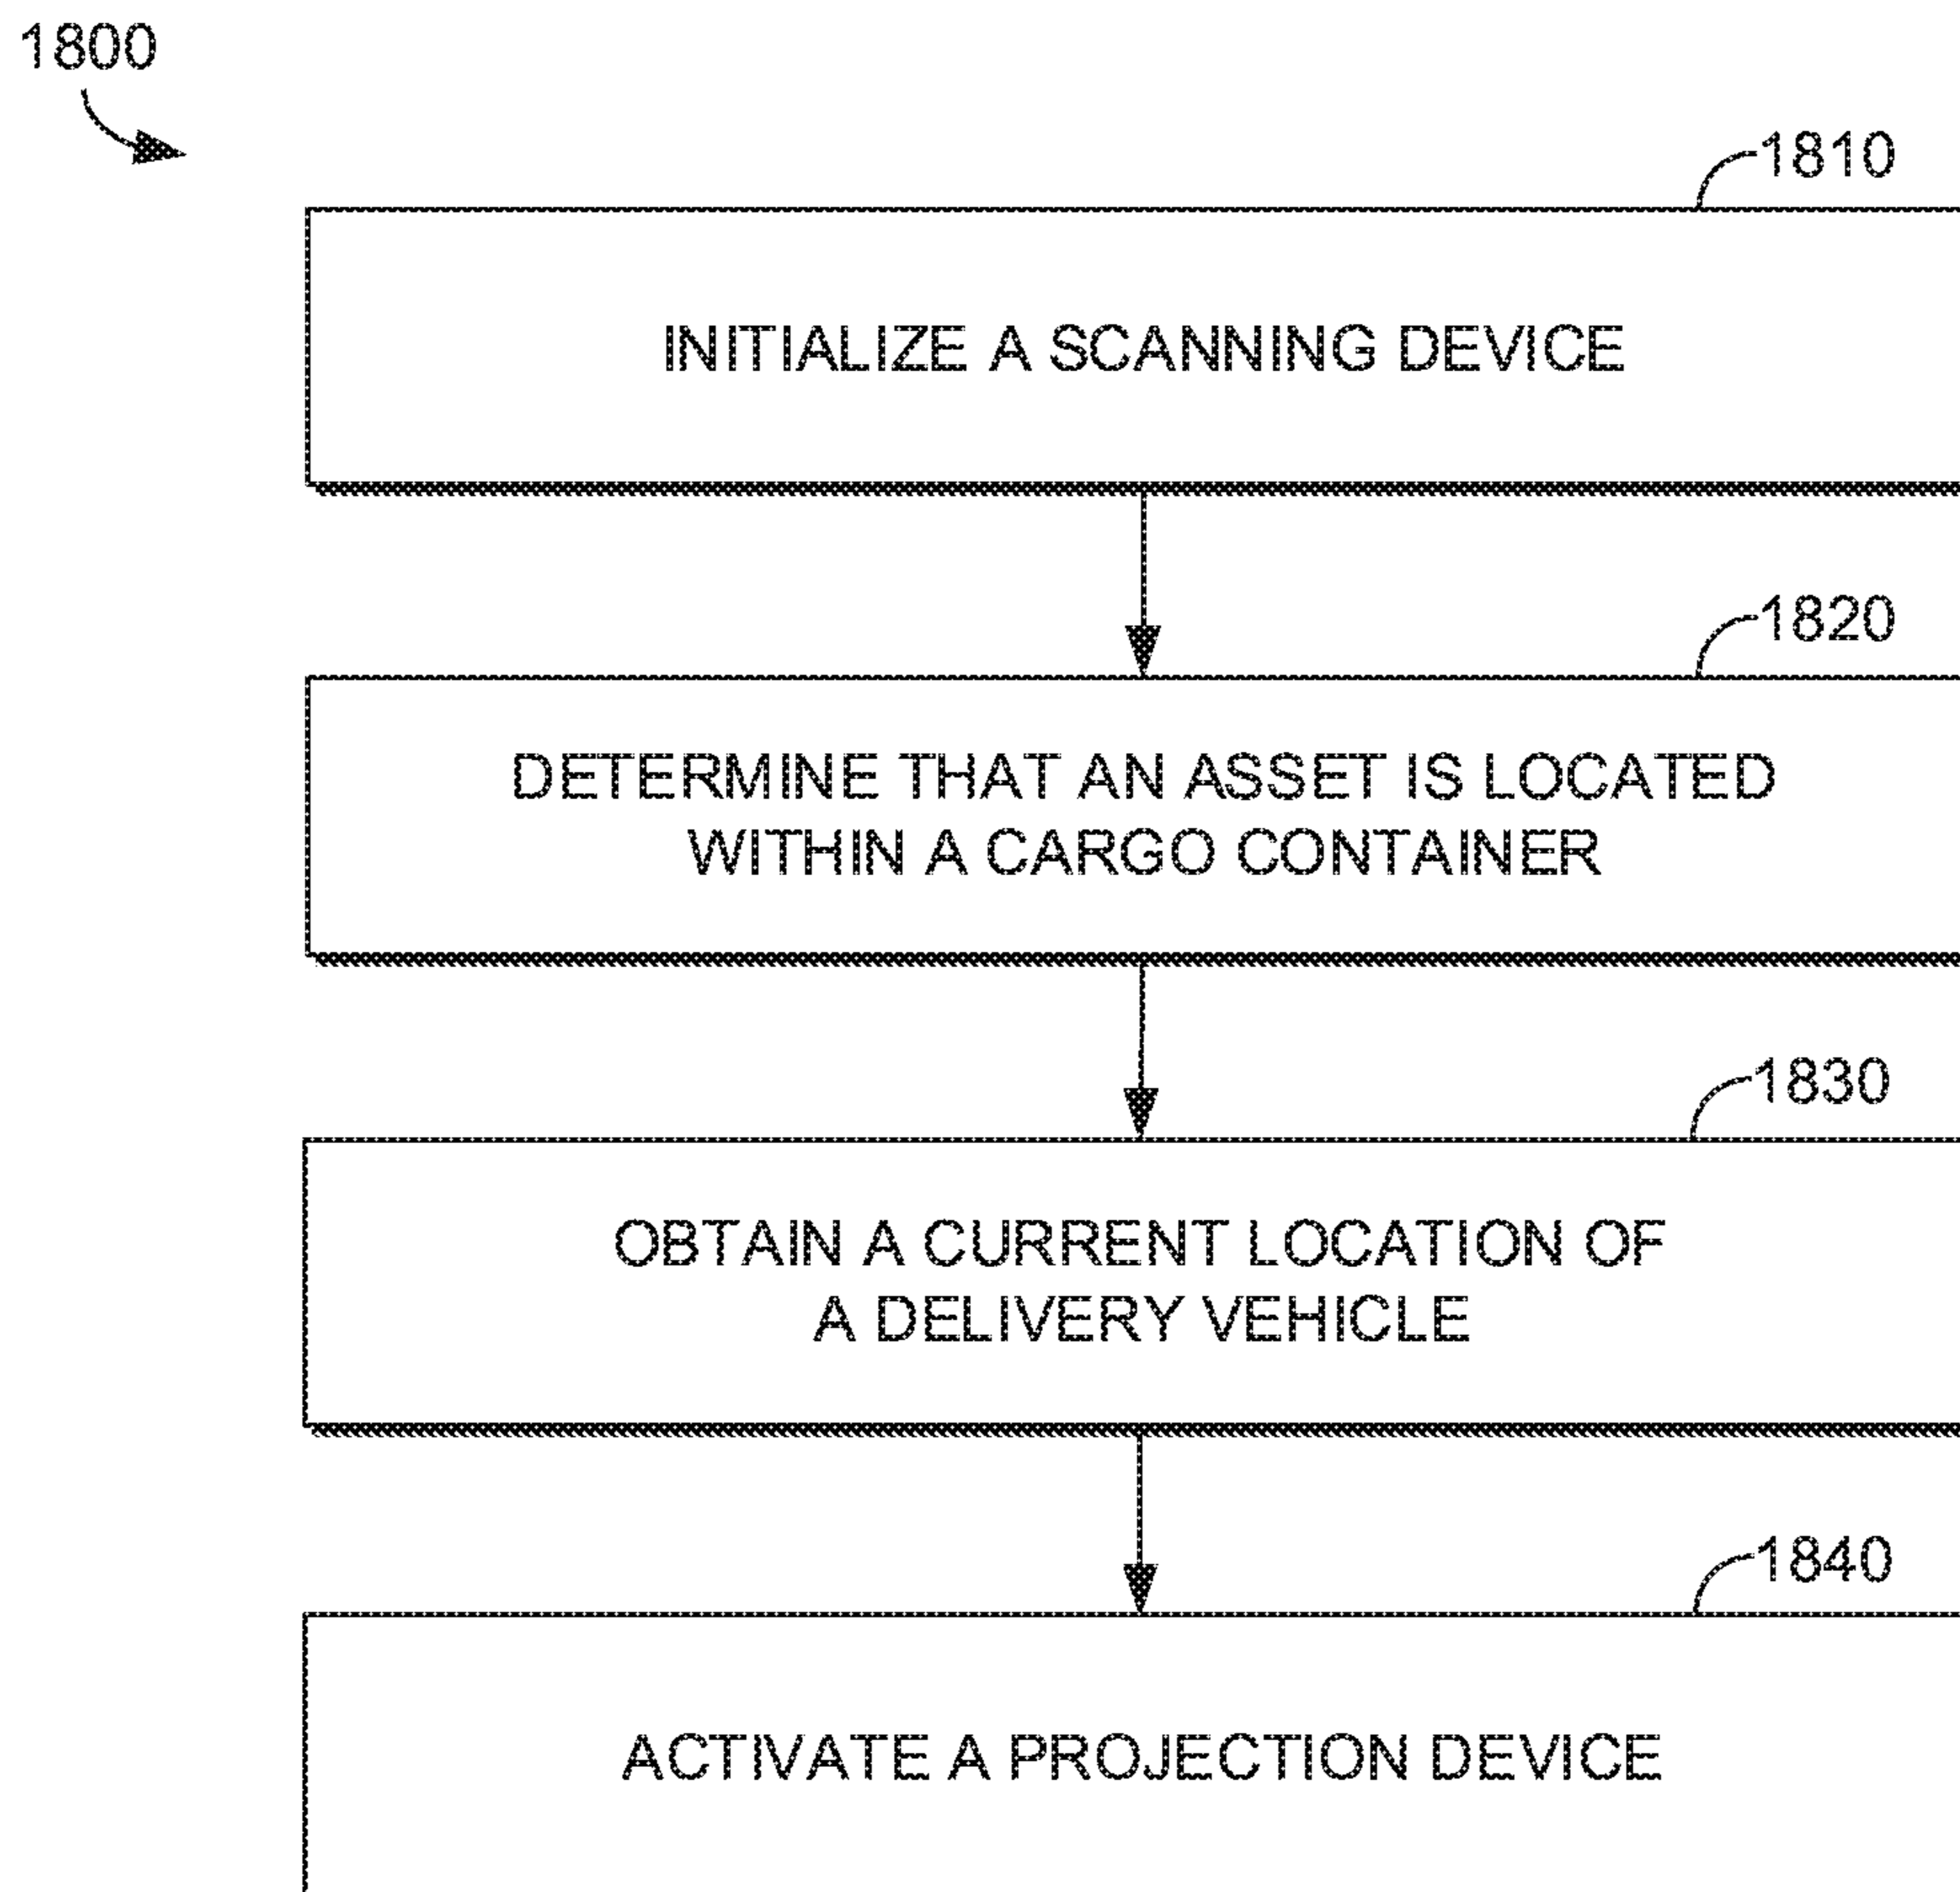 1800
1810
INITIALIZE A SCANNING DEVICE
1820
DETERMINE THAT AN ASSET IS LOCATED
WITHIN A CARGO CONTAINER
1830
OBTAIN A CURRENT LOCATION OF
A DELIVERY VEHICLE
1840
ACTIVATE A PROJECTION DEVICE